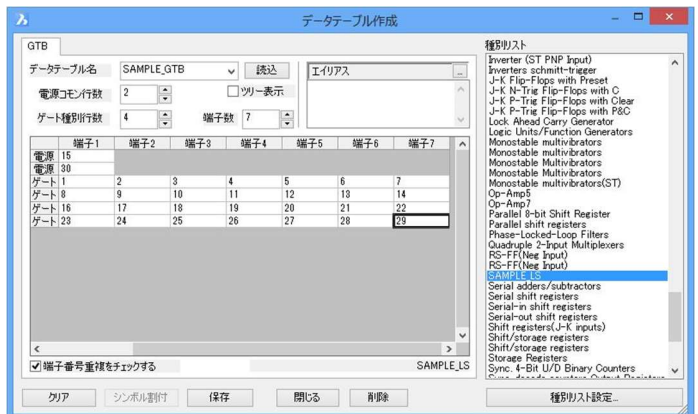 データテーブル作成
GTB
データテーブル名 SAMPLE_GTB 読込 エイリアス ...
電源コモン行数 2 ツリー表示
ゲート種別行数 4 端子数 7
端子1 端子2 端子3 端子4 端子5 端子6 端子7
電源 15
電源 30
ゲート 1 2 3 4 5 6 7
ゲート 8 9 10 11 12 13 14
ゲート 16 17 18 19 20 21 22
ゲート 23 24 25 26 27 28 29
端子番号重複をチェックする SAMPLE_LS
クリア シンボル割付 保存 閉じる 削除
種別リスト
Inverter (ST PNP Input)
Inverters schmitt-trigger
J-K Flip-Flops with Preset
J-K N-Trig Flip-Flops with C
J-K P-Trig Flip-Flops with Clear
J-K P-Trig Flip-Flops with P&C
Lock Ahead Carry Generator
Logic Units/Function Generators
Monostable multivibrators
Monostable multivibrators
Monostable multivibrators
Monostable multivibrators
Monostable multivibrators(ST)
Op-Amp5
Op-Amp7
Parallel 8-bit Shift Register
Parallel shift registers
Phase-Locked-Loop Filters
Quadruple 2-Input Multiplexers
RS-FF(Neg Input)
RS-FF(Neg Input)
SAMPLE_LS
Serial adders/subtractors
Serial shift registers
Serial-in shift registers
Serial-out shift registers
Shift registers(J-K inputs)
Shift/storage registers
Shift/storage registers
Storage Registers
Sync. 4-Bit U/D Binary Counters
種別リスト設定...